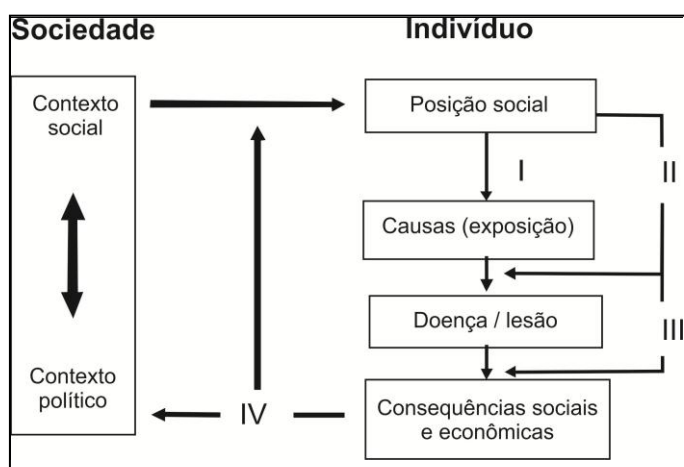 Sociedade
Indivíduo
Contexto
social
Posição social
I
II
Causas (exposição)
Doença / lesão
III
Contexto
político
IV
Consequências sociais
e econômicas